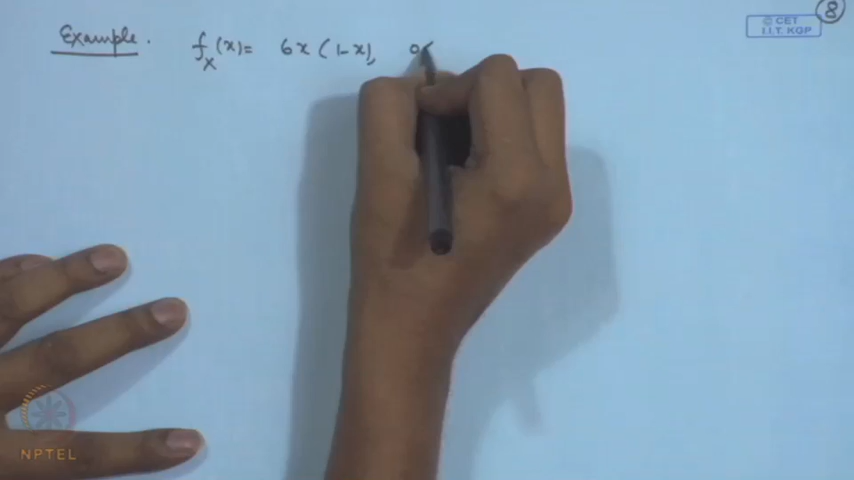 Example. f_X(x) = 6x(1-x), 0<
8
© CET
I.I.T. KGP
NPTEL